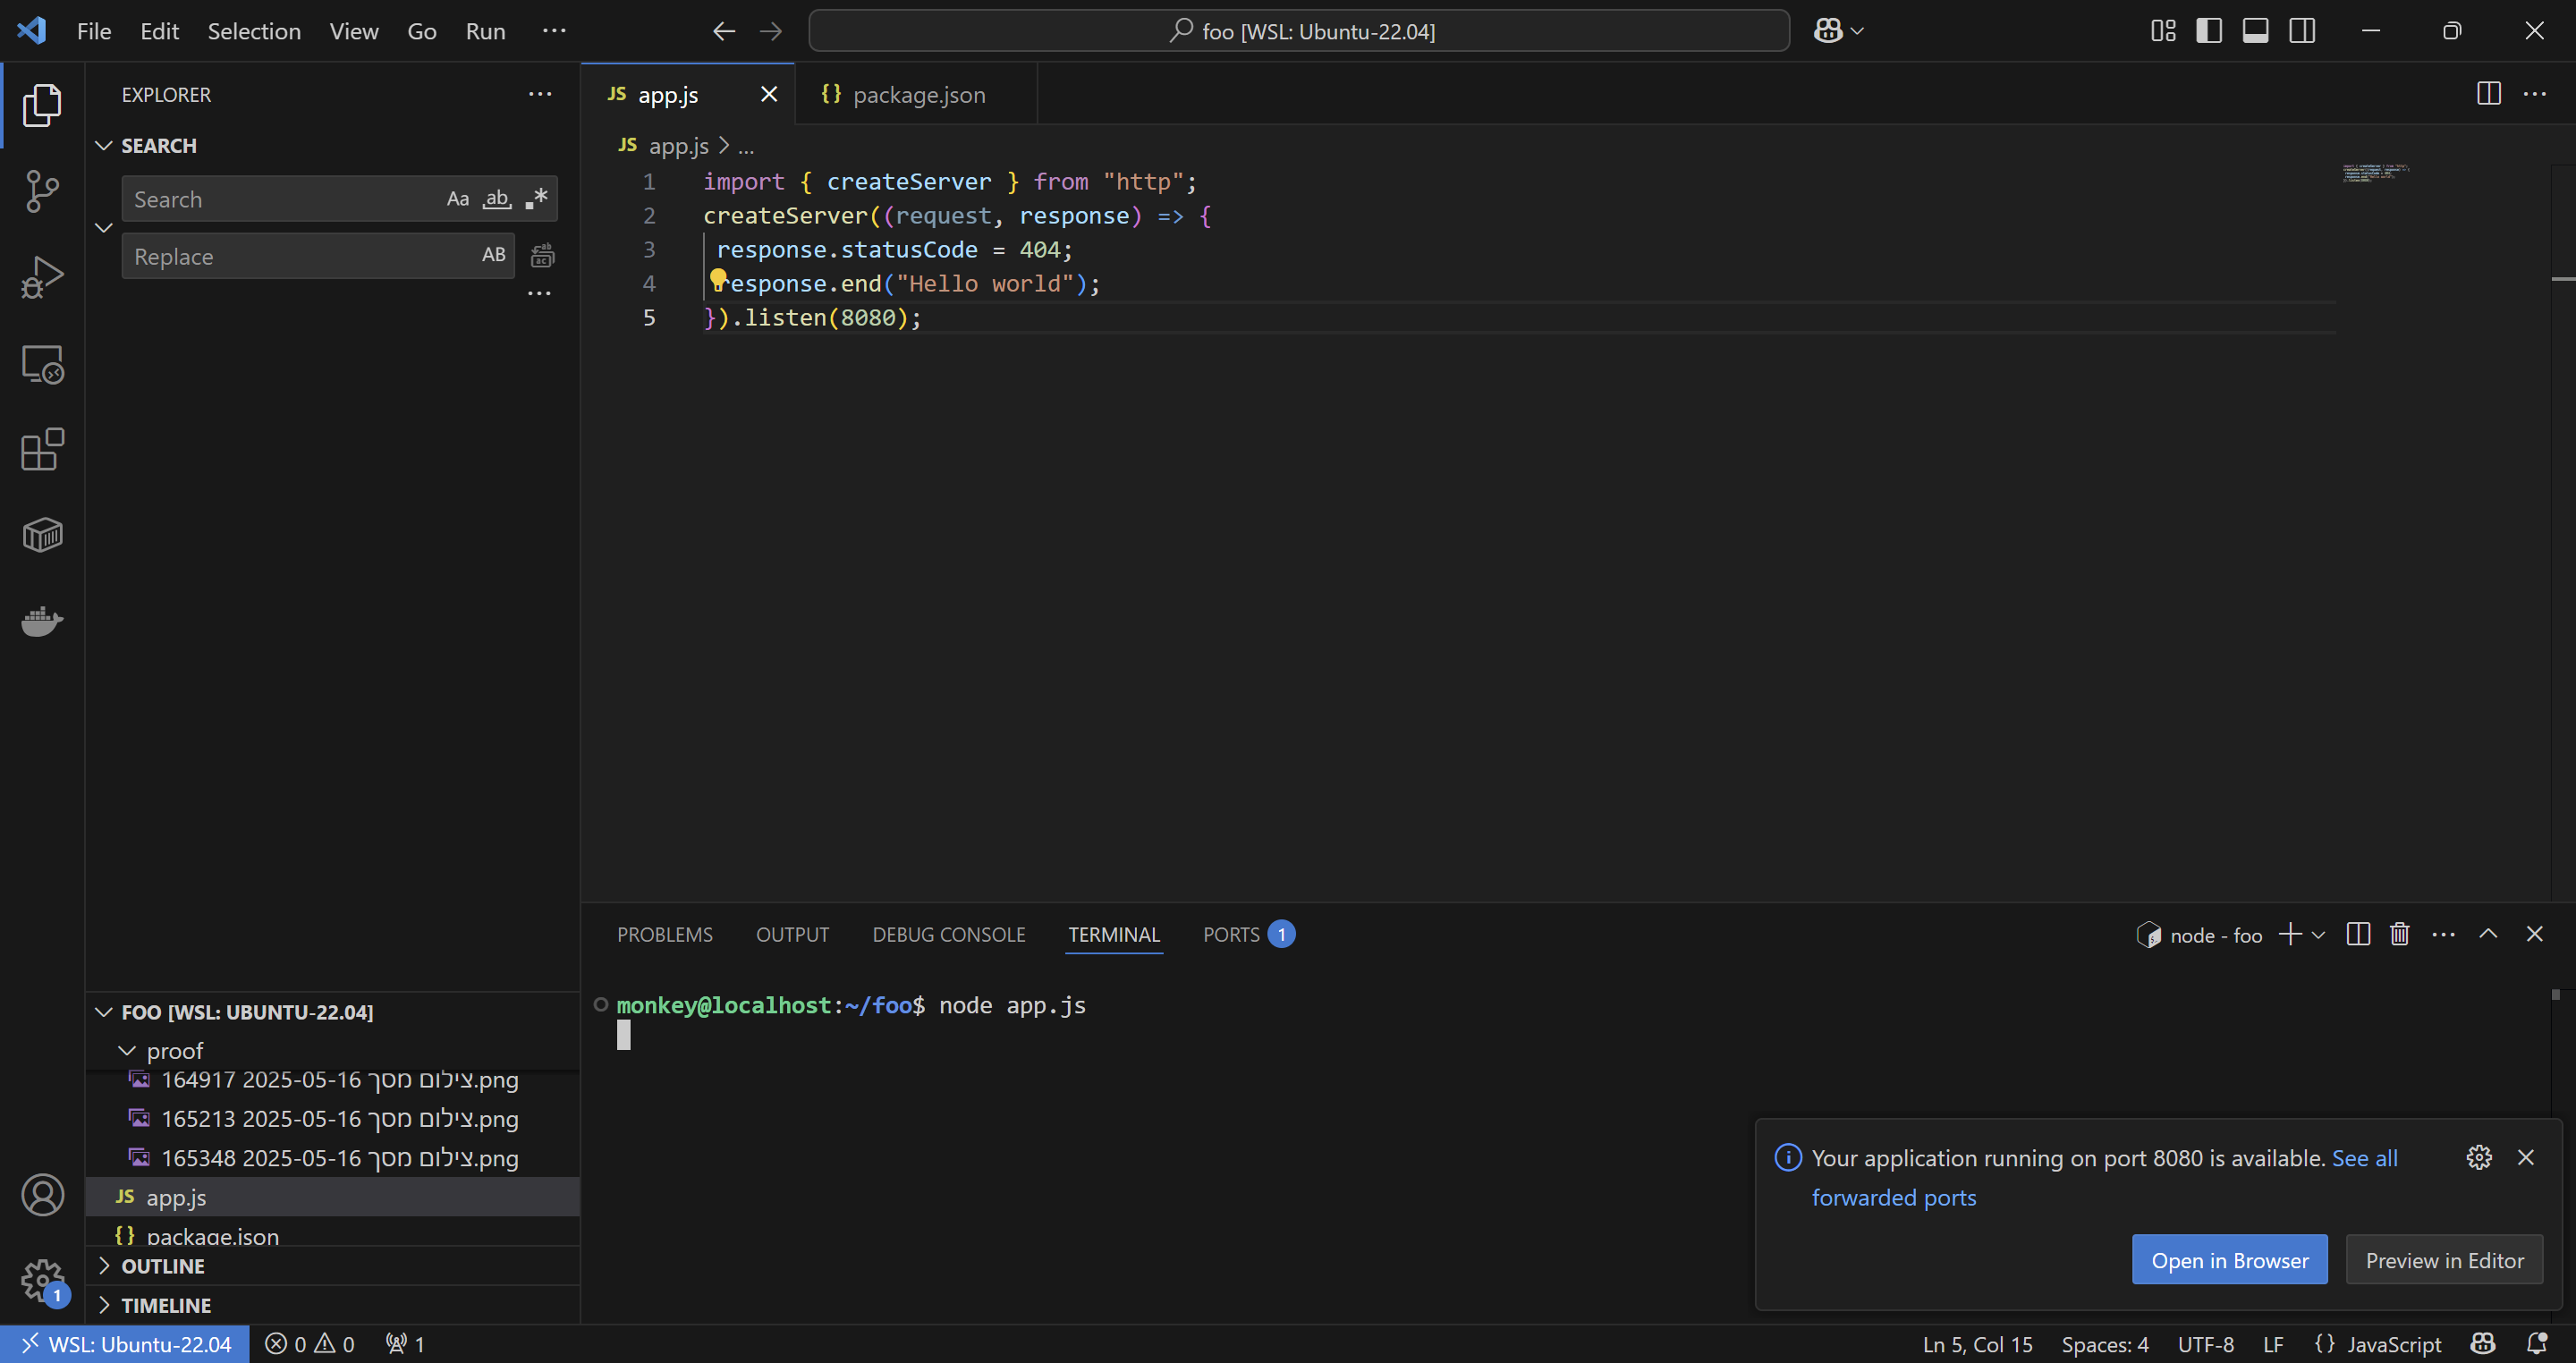 File Edit Selection View Go Run ···
foo [WSL: Ubuntu-22.04]
EXPLORER
SEARCH
Search
Aa ab .*
Replace
AB
JS app.js
{} package.json
JS app.js > ...
1 import { createServer } from "http";
2 createServer((request, response) => {
3 response.statusCode = 404;
4 response.end("Hello world");
5 }).listen(8080);
PROBLEMS OUTPUT DEBUG CONSOLE TERMINAL PORTS 1
node - foo
monkey@localhost:~/foo$ node app.js
FOO [WSL: UBUNTU-22.04]
proof
צילום מסך 2025-05-16 164917.png
צילום מסך 2025-05-16 165213.png
צילום מסך 2025-05-16 165348.png
JS app.js
{} package.json
OUTLINE
TIMELINE
1
Your application running on port 8080 is available. See all
forwarded ports
Open in Browser
Preview in Editor
WSL: Ubuntu-22.04 0 0 1
Ln 5, Col 15 Spaces: 4 UTF-8 LF {} JavaScript